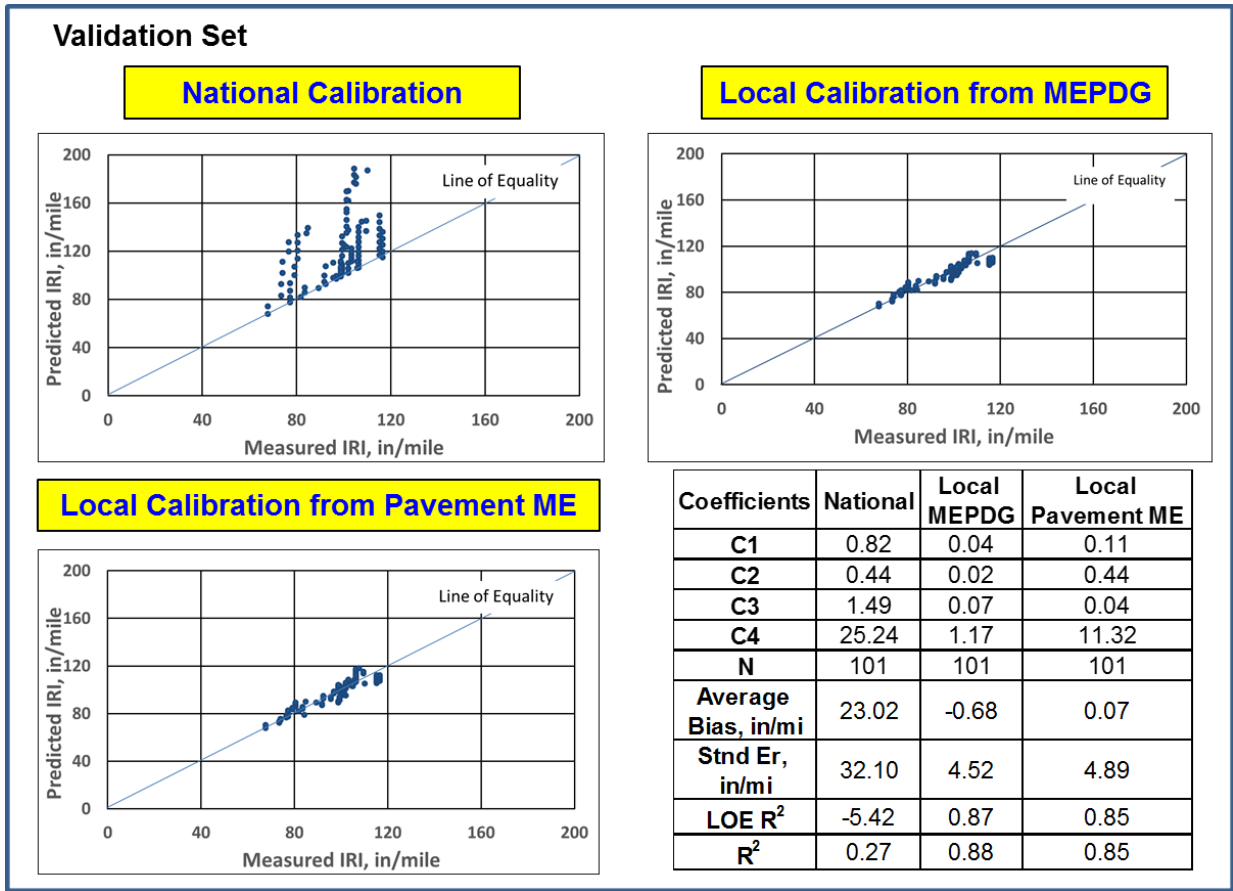 Validation Set
National Calibration
Predicted IRI, in/mile
200
160
120
80
40
0
Line of Equality
0 40 80 120 160 200
Measured IRI, in/mile
Local Calibration from MEPDG
Predicted IRI, in/mile
200
160
120
80
40
0
Line of Equality
0 40 80 120 160 200
Measured IRI, in/mile
Local Calibration from Pavement ME
Predicted IRI, in/mile
200
160
120
80
40
0
Line of Equality
0 40 80 120 160 200
Measured IRI, in/mile
Coefficients National Local MEPDG Local Pavement ME
C1 0.82 0.04 0.11
C2 0.44 0.02 0.44
C3 1.49 0.07 0.04
C4 25.24 1.17 11.32
N 101 101 101
Average Bias, in/mi 23.02 -0.68 0.07
Stnd Er, in/mi 32.10 4.52 4.89
LOE R² -5.42 0.87 0.85
R² 0.27 0.88 0.85